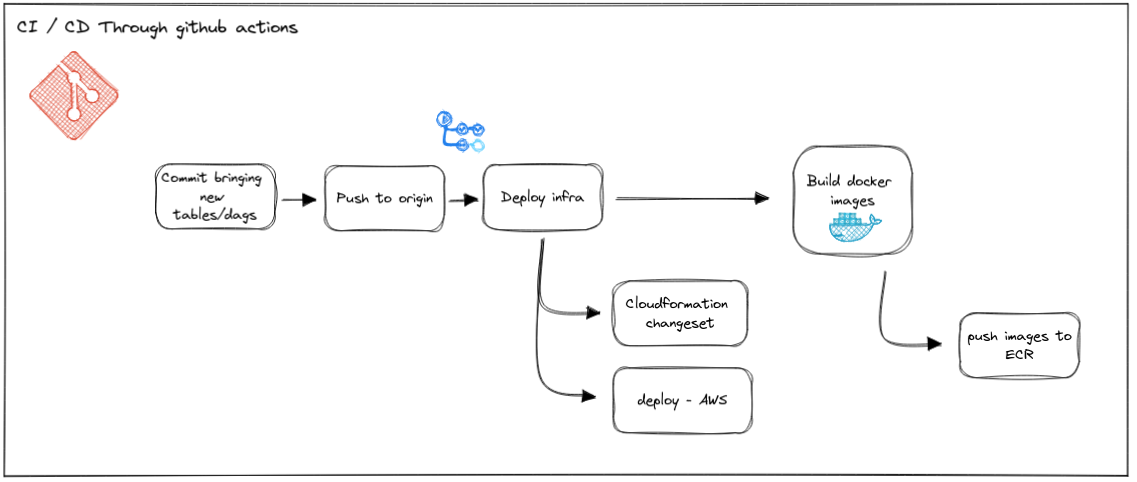 CI / CD Through github actions
Commit bringing
new
tables/dags
Push to origin
Deploy infra
Build docker
images
Cloudformation
changeset
deploy - AWS
push images to
ECR